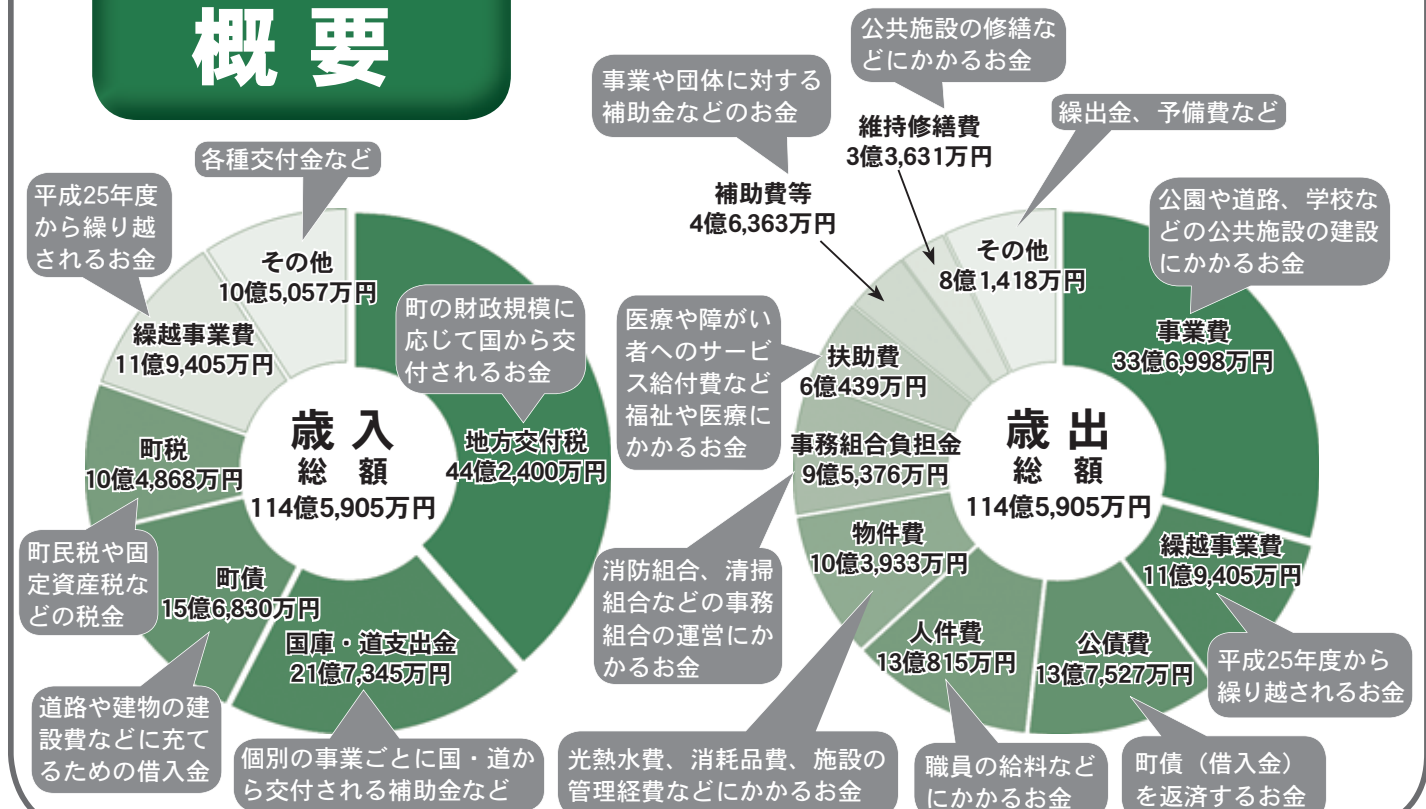 概要
各種交付金など
平成25年度
から繰り越
されるお金
その他
10億5,057万円
繰越事業費
11億9,405万円
町の財政規模に
応じて国から交
付されるお金
町税
10億4,868万円
歳入
総額
114億5,905万円
地方交付税
44億2,400万円
町民税や固
定資産税な
どの税金
町債
15億6,830万円
国庫・道支出金
21億7,345万円
道路や建物の建
設費などに充て
るための借入金
個別の事業ごとに国・道か
ら交付される補助金など
公共施設の修繕な
どにかかるお金
事業や団体に対する
補助金などのお金
維持修繕費
3億3,631万円
繰出金、予備費など
補助費等
4億6,363万円
その他
8億1,418万円
公園や道路、学校な
どの公共施設の建設
にかかるお金
事業費
33億6,998万円
医療や障がい
者へのサービ
ス給付費など
福祉や医療に
かかるお金
扶助費
6億439万円
事務組合負担金
9億5,376万円
歳出
総額
114億5,905万円
物件費
10億3,933万円
繰越事業費
11億9,405万円
消防組合、清掃
組合などの事務
組合の運営にか
かるお金
人件費
13億815万円
公債費
13億7,527万円
平成25年度から
繰り越されるお金
光熱水費、消耗品費、施設の
管理経費などにかかるお金
職員の給料など
にかかるお金
町債（借入金）
を返済するお金